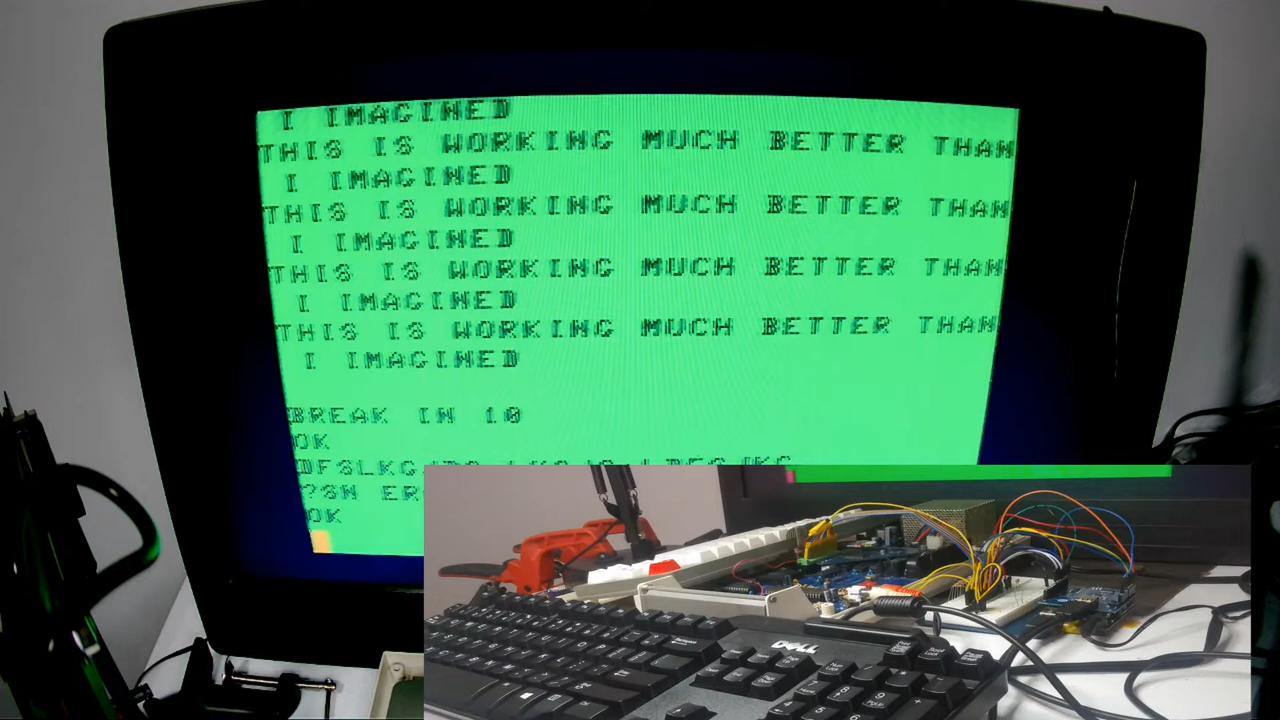 I IMAGINED
THIS IS WORKING MUCH BETTER THAN
I IMAGINED
THIS IS WORKING MUCH BETTER THAN
I IMAGINED
THIS IS WORKING MUCH BETTER THAN
I IMAGINED
THIS IS WORKING MUCH BETTER THAN
I IMAGINED
BREAK IN 10
OK
?SN ER
OK
DELL